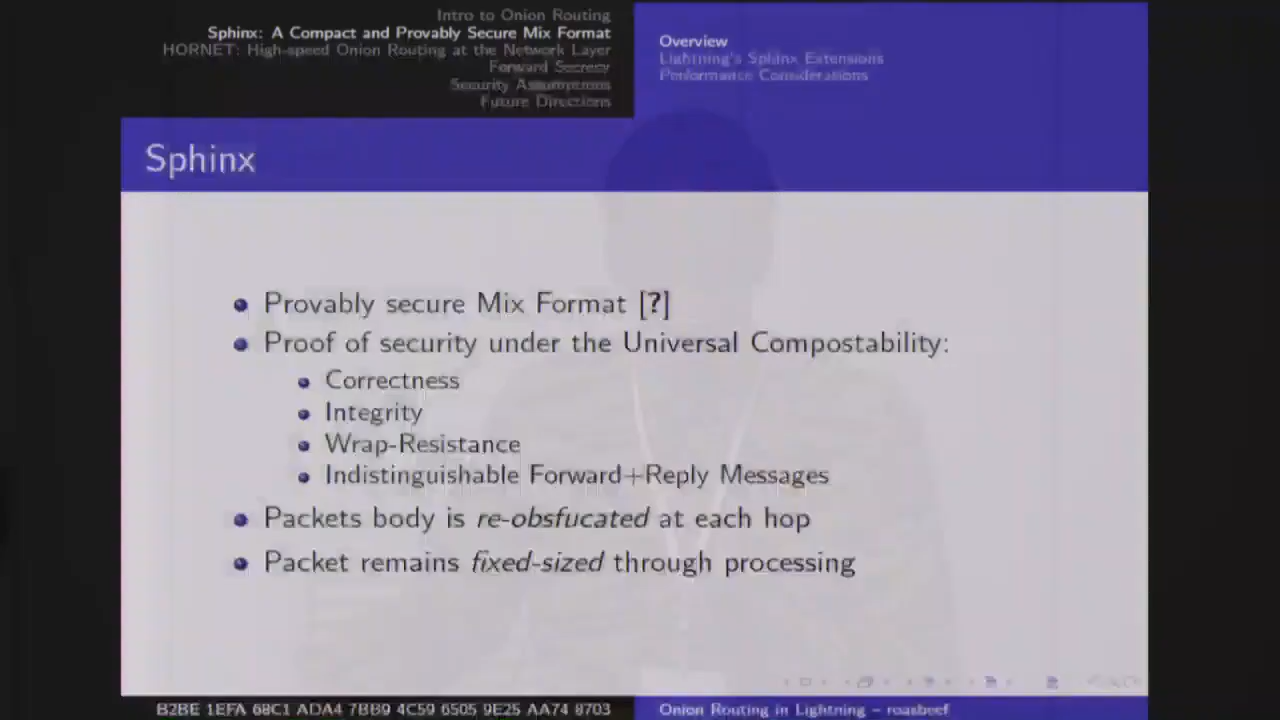 Intro to Onion Routing
Sphinx: A Compact and Provably Secure Mix Format
HORNET: High-speed Onion Routing at the Network Layer
Forward Secrecy
Security Assumptions
Future Directions
Overview
Lightning's Sphinx Extensions
Performance Considerations
Sphinx
Provably secure Mix Format [?]
Proof of security under the Universal Compostability:
Correctness
Integrity
Wrap-Resistance
Indistinguishable Forward+Reply Messages
Packets body is re-obsfucated at each hop
Packet remains fixed-sized through processing
B2BE 1EFA 68C1 ADA4 7BB9 4C59 6505 9E25 AA74 8703
Onion Routing in Lightning – roasbeef